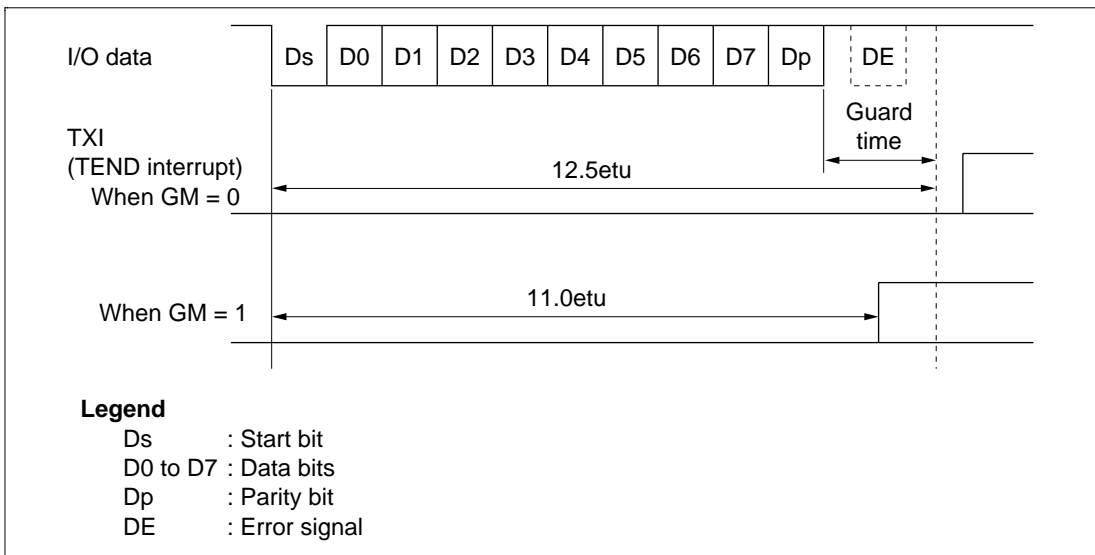 I/O data
Ds D0 D1 D2 D3 D4 D5 D6 D7 Dp DE
Guard
time
TXI
(TEND interrupt)
12.5etu
When GM = 0
11.0etu
When GM = 1
Legend
Ds : Start bit
D0 to D7 : Data bits
Dp : Parity bit
DE : Error signal